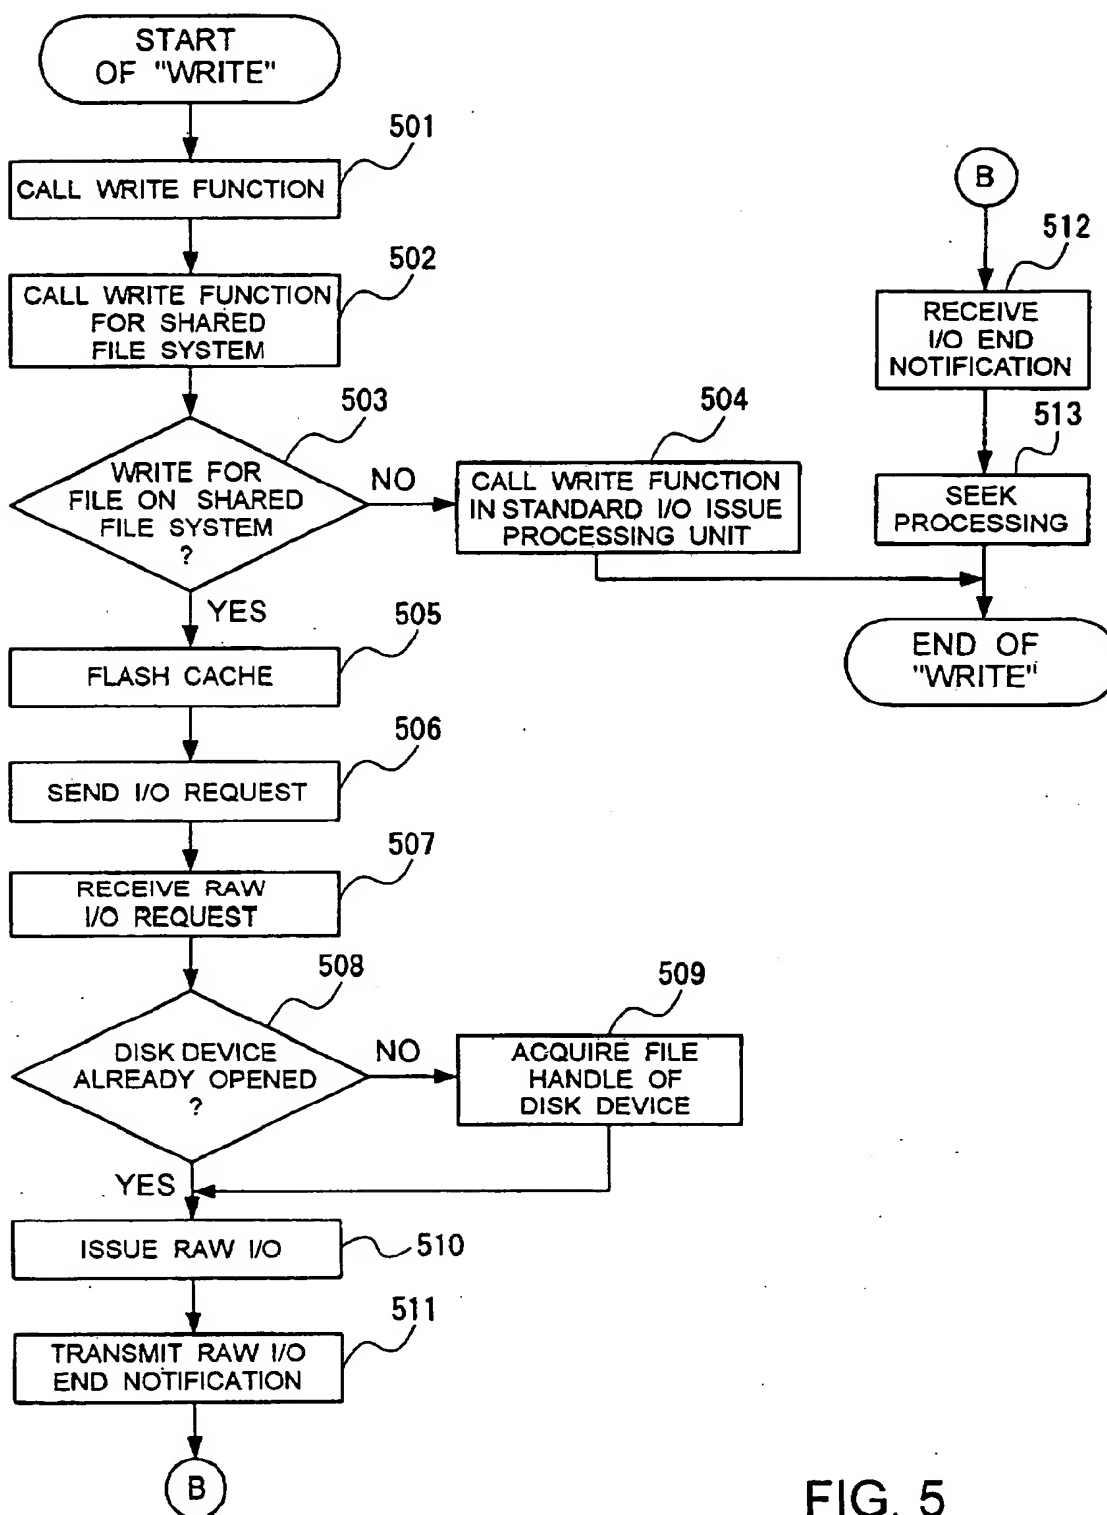 START
OF "WRITE"
501
CALL WRITE FUNCTION
502
CALL WRITE FUNCTION
FOR SHARED
FILE SYSTEM
503
WRITE FOR
FILE ON SHARED
FILE SYSTEM
?
NO
504
CALL WRITE FUNCTION
IN STANDARD I/O ISSUE
PROCESSING UNIT
YES
505
FLASH CACHE
506
SEND I/O REQUEST
507
RECEIVE RAW
I/O REQUEST
508
DISK DEVICE
ALREADY OPENED
?
NO
509
ACQUIRE FILE
HANDLE OF
DISK DEVICE
YES
ISSUE RAW I/O
510
511
TRANSMIT RAW I/O
END NOTIFICATION
B
B
512
RECEIVE
I/O END
NOTIFICATION
513
SEEK
PROCESSING
END OF
"WRITE"
FIG. 5